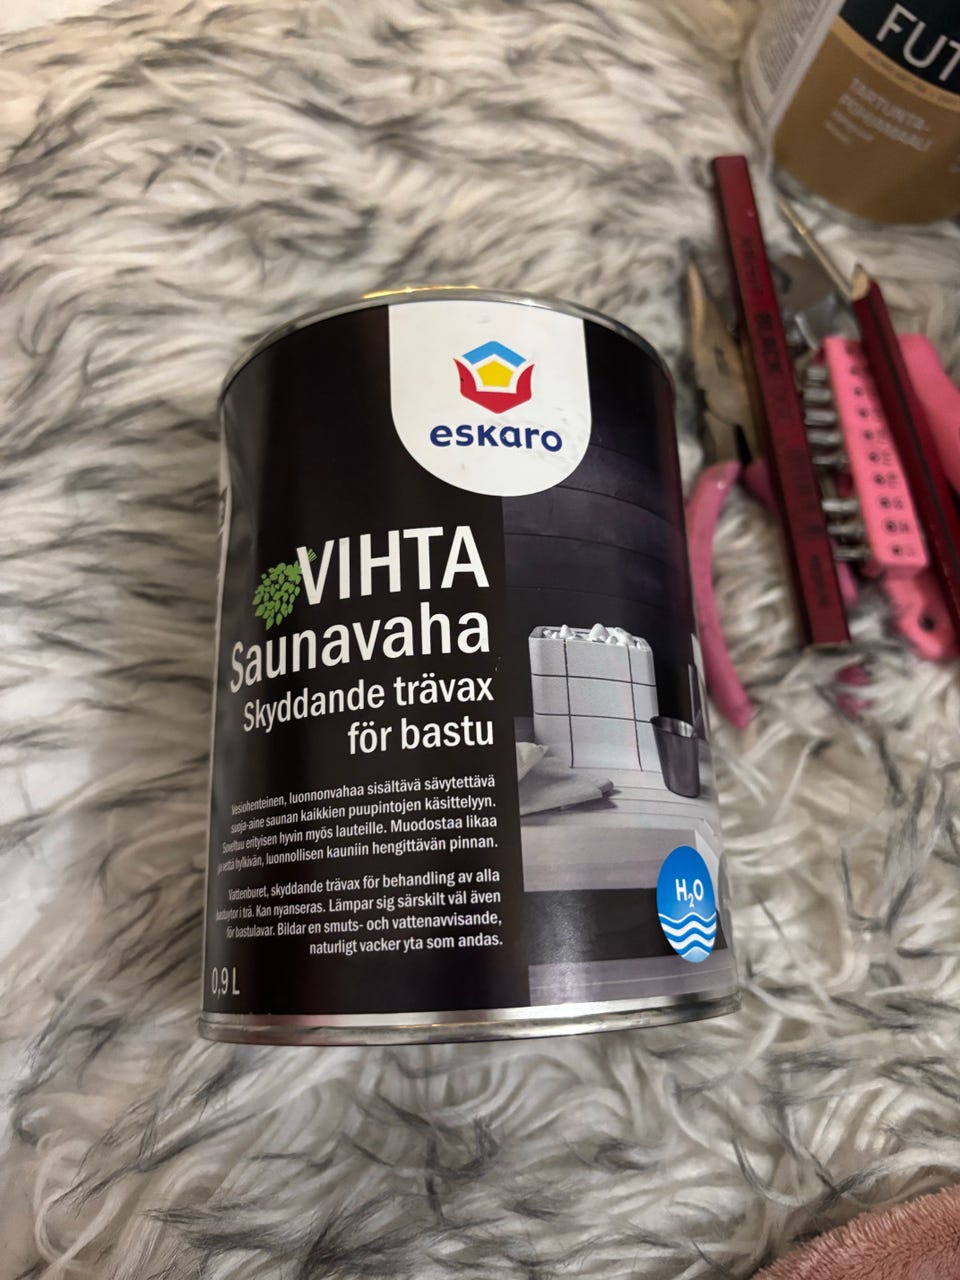 FUT
TARTUNTA-
POHJAMAALI
eskaro
VIHTA
Saunavaha
Skyddande trävax
för bastu
Vesiohenteinen, luonnonvahaa sisältävä sävytettävä
suoja-aine saunan kaikkien puupintojen käsittelyyn.
Soveltuu erityisen hyvin myös lauteille. Muodostaa likaa
ja vettä hylkivän, luonnollisen kauniin hengittävän pinnan.
Vattenburet, skyddande trävax för behandling av alla
bastuytor i trä. Kan nyanseras. Lämpar sig särskilt väl även
för bastulavar. Bildar en smuts- och vattenavvisande,
naturligt vacker yta som andas.
0,9 L
H₂O
BLACK